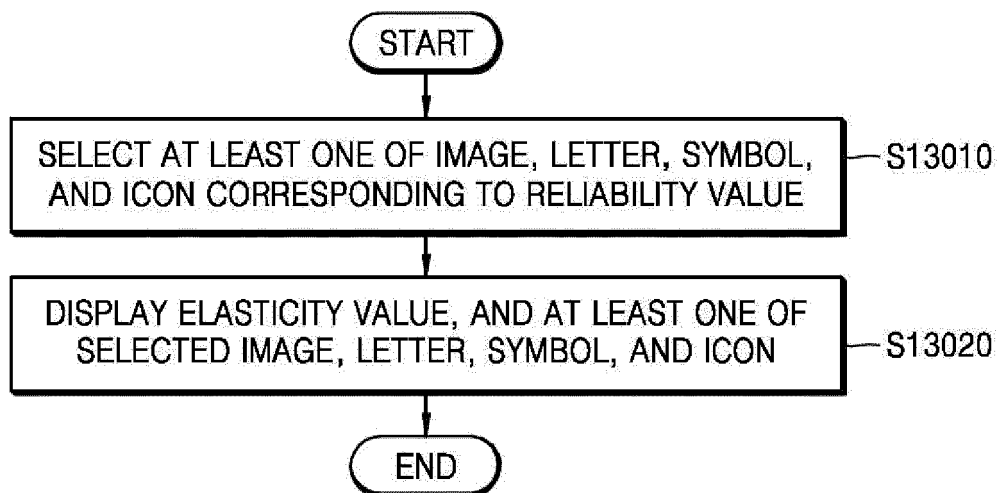 START
SELECT AT LEAST ONE OF IMAGE, LETTER, SYMBOL,
AND ICON CORRESPONDING TO RELIABILITY VALUE
S13010
DISPLAY ELASTICITY VALUE, AND AT LEAST ONE OF
SELECTED IMAGE, LETTER, SYMBOL, AND ICON
S13020
END